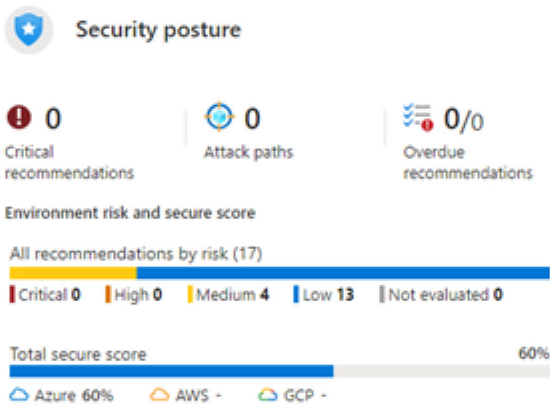 Security posture
0
0
0/0
Critical
recommendations
Attack paths
Overdue
recommendations
Environment risk and secure score
All recommendations by risk (17)
Critical 0 High 0 Medium 4 Low 13 Not evaluated 0
Total secure score 60%
Azure 60% AWS - GCP -